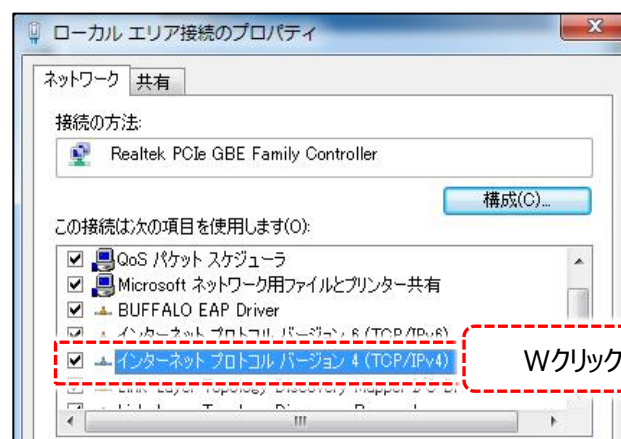 ローカル エリア接続のプロパティ
ネットワーク 共有
接続の方法:
Realtek PCIe GBE Family Controller
構成(C)...
この接続は次の項目を使用します(O):
QoS パケット スケジューラ
Microsoft ネットワーク用ファイルとプリンター共有
BUFFALO EAP Driver
インターネット プロトコル バージョン 6 (TCP/IPv6)
インターネット プロトコル バージョン 4 (TCP/IPv4)
Wクリック
Link-Layer Topology Discovery Mapper I/O Dr